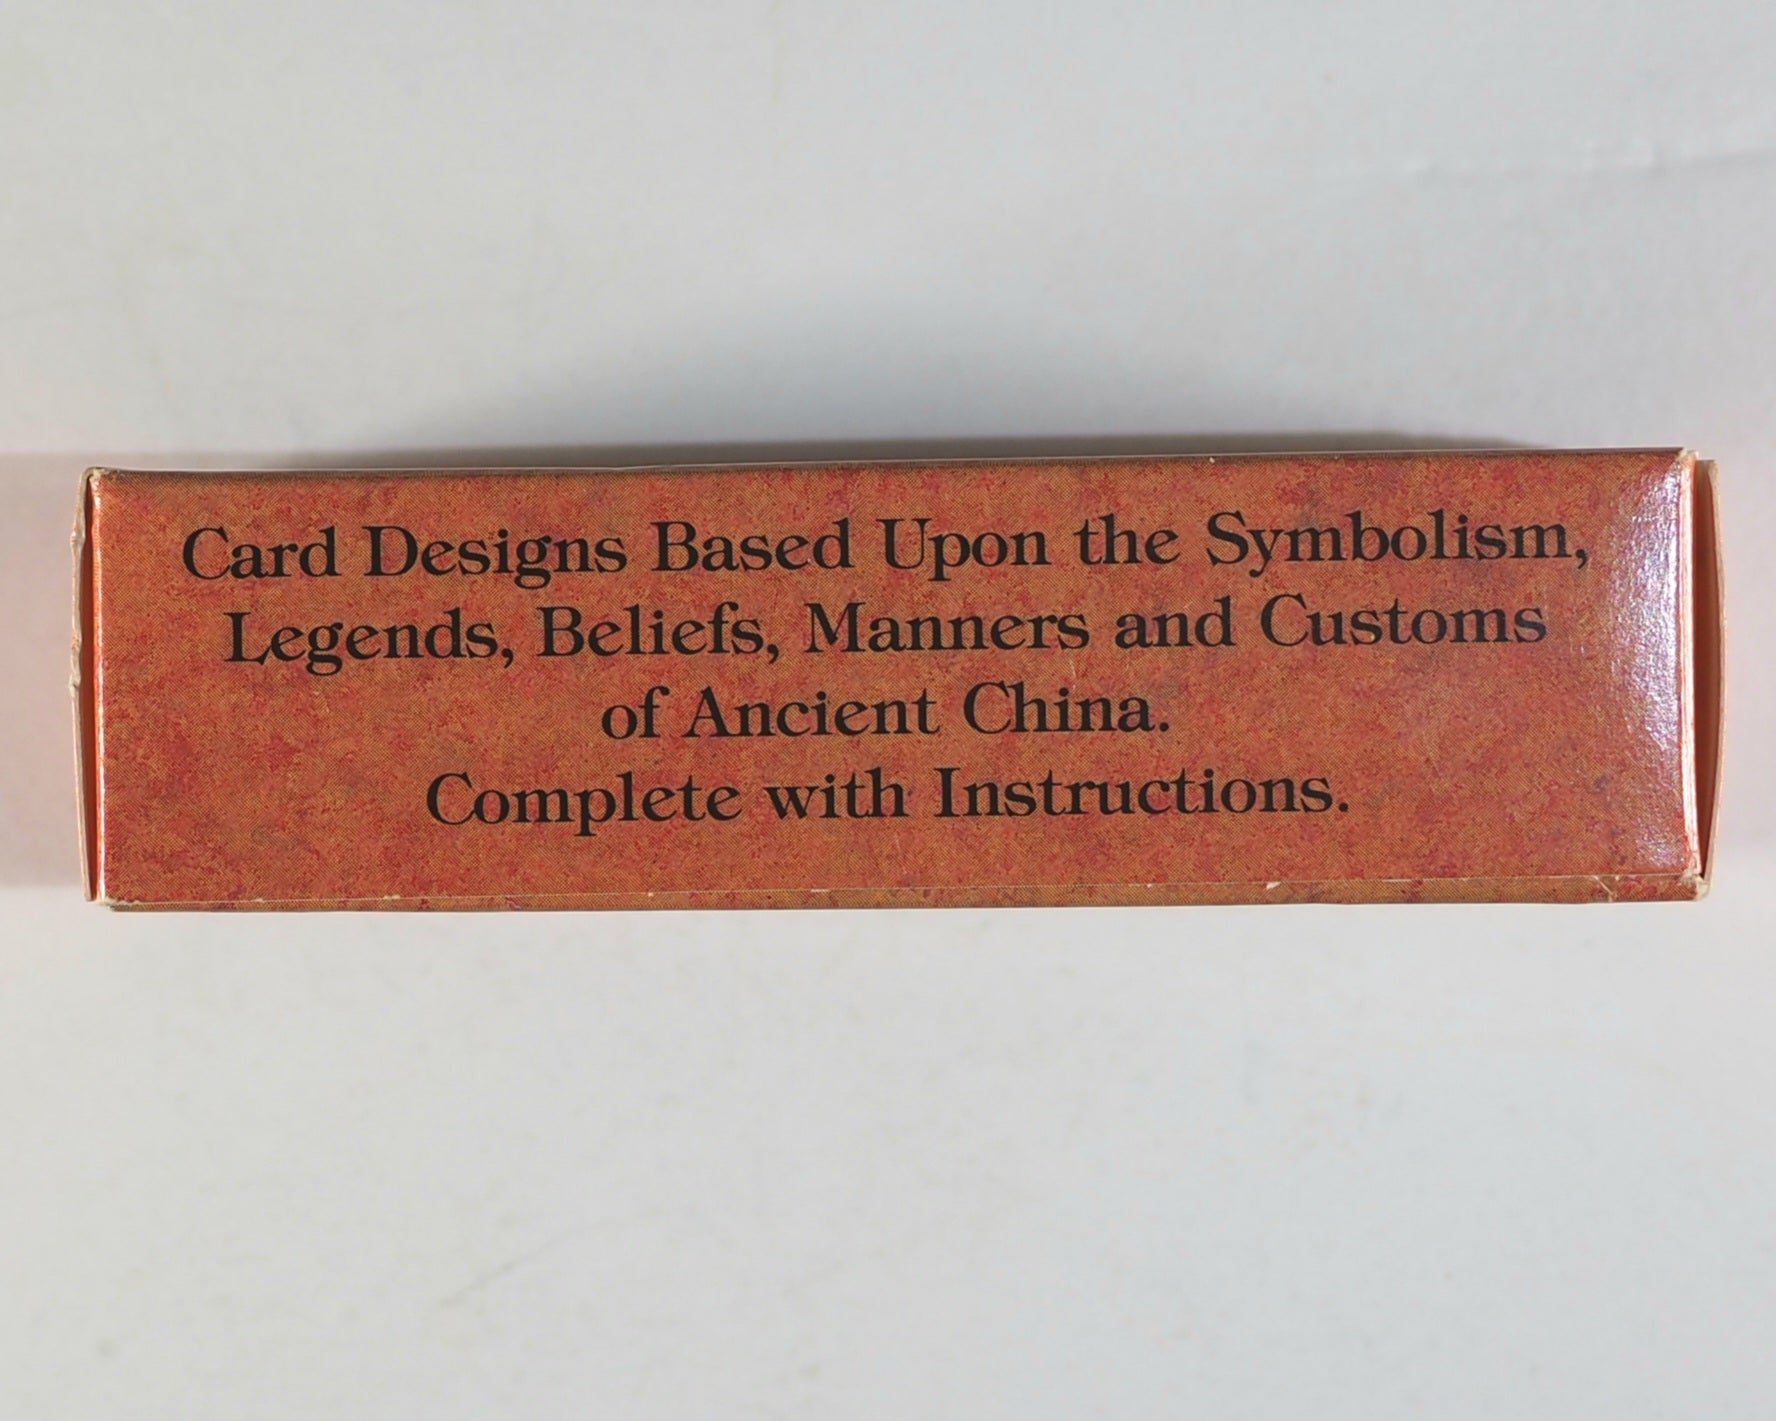 Card Designs Based Upon the Symbolism,
Legends, Beliefs, Manners and Customs
of Ancient China.
Complete with Instructions.